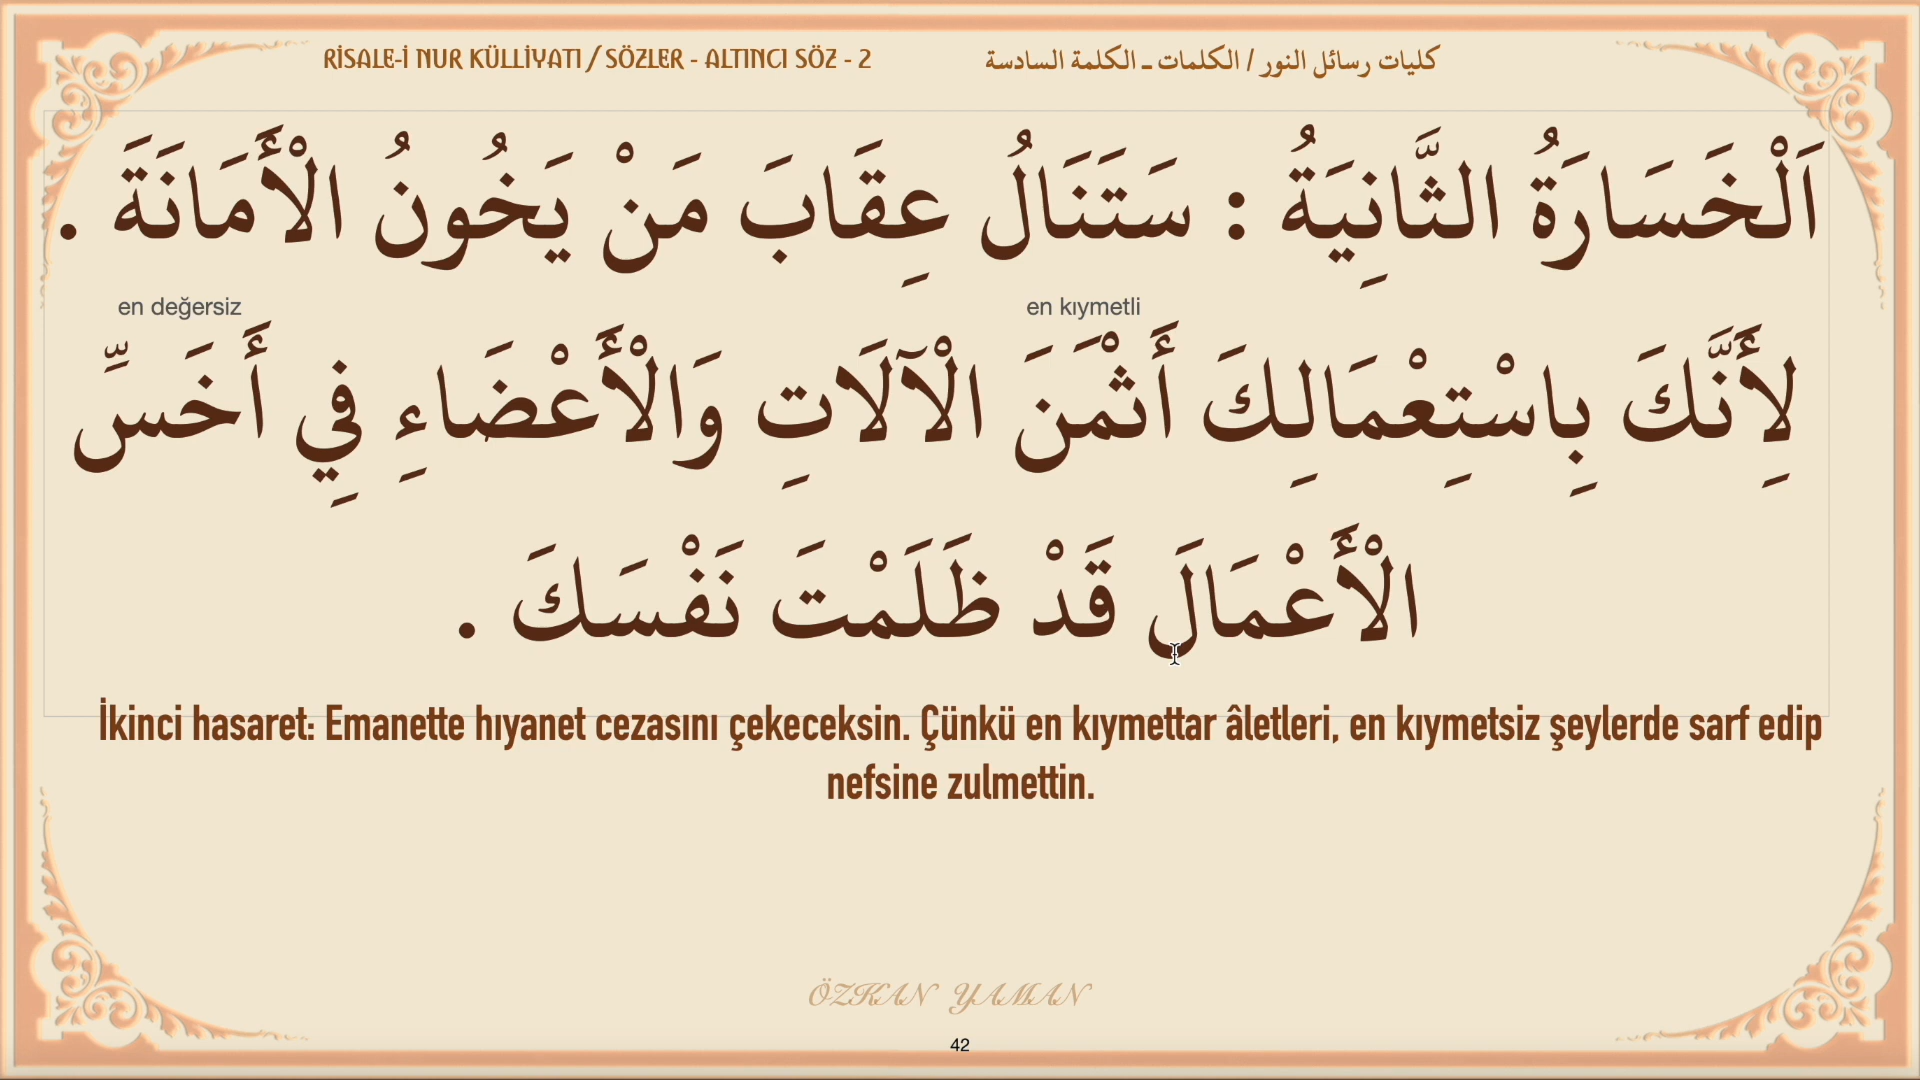 RİSALE-İ NUR KÜLLİYATI / SÖZLER - ALTINCI SÖZ - 2
كليات رسائل النور / الكلمات ـ الكلمة السادسة
اَلْخَسَارَةُ الثَّانِيَةُ : سَتَنَالُ عِقَابَ مَنْ يَخُونُ الْأَمَانَةَ .
en kıymetli
en değersiz
لِأَنَّكَ بِاسْتِعْمَالِكَ أَثْمَنَ الْآلَاتِ وَالْأَعْضَاءِ فِي أَخَسِّ
الْأَعْمَالَ قَدْ ظَلَمْتَ نَفْسَكَ .
İkinci hasaret: Emanette hıyanet cezasını çekeceksin. Çünkü en kıymettar âletleri, en kıymetsiz şeylerde sarf edip
nefsine zulmettin.
ÖZKAN YAMAN
42